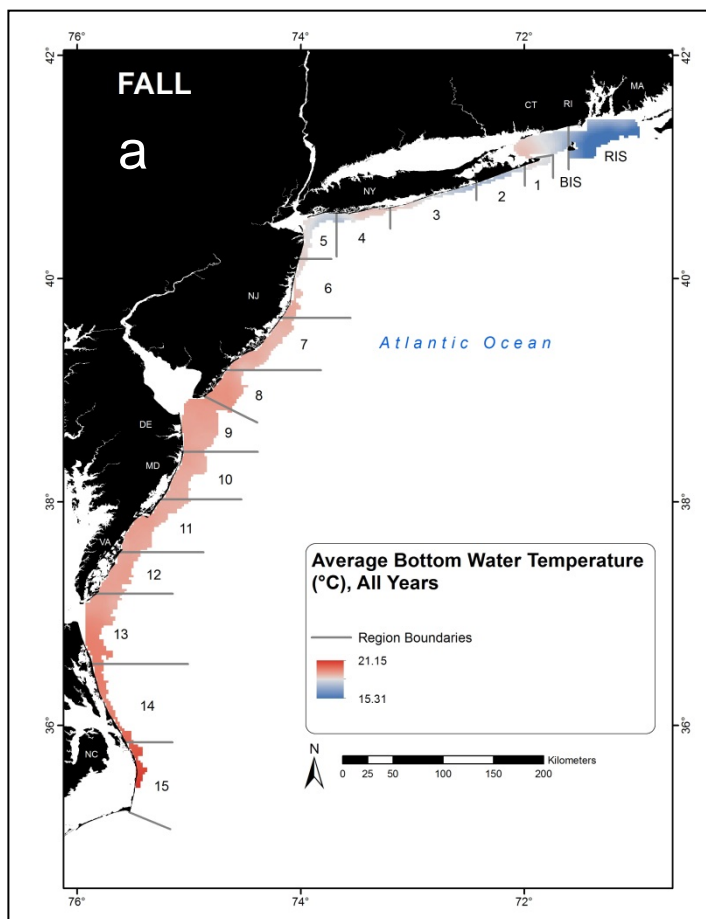 76° 74° 72°
42° 42°
FALL
a
MA
CT RI
RIS
BIS
NY
1
2
3
4
5
40° 40°
6
NJ
7
Atlantic Ocean
8
DE
9
MD
10
38° 38°
11
VA
12
13
14
36° 36°
NC
15
Average Bottom Water Temperature
(°C), All Years
Region Boundaries
21.15
15.31
N
Kilometers
0 25 50 100 150 200
76° 74° 72°